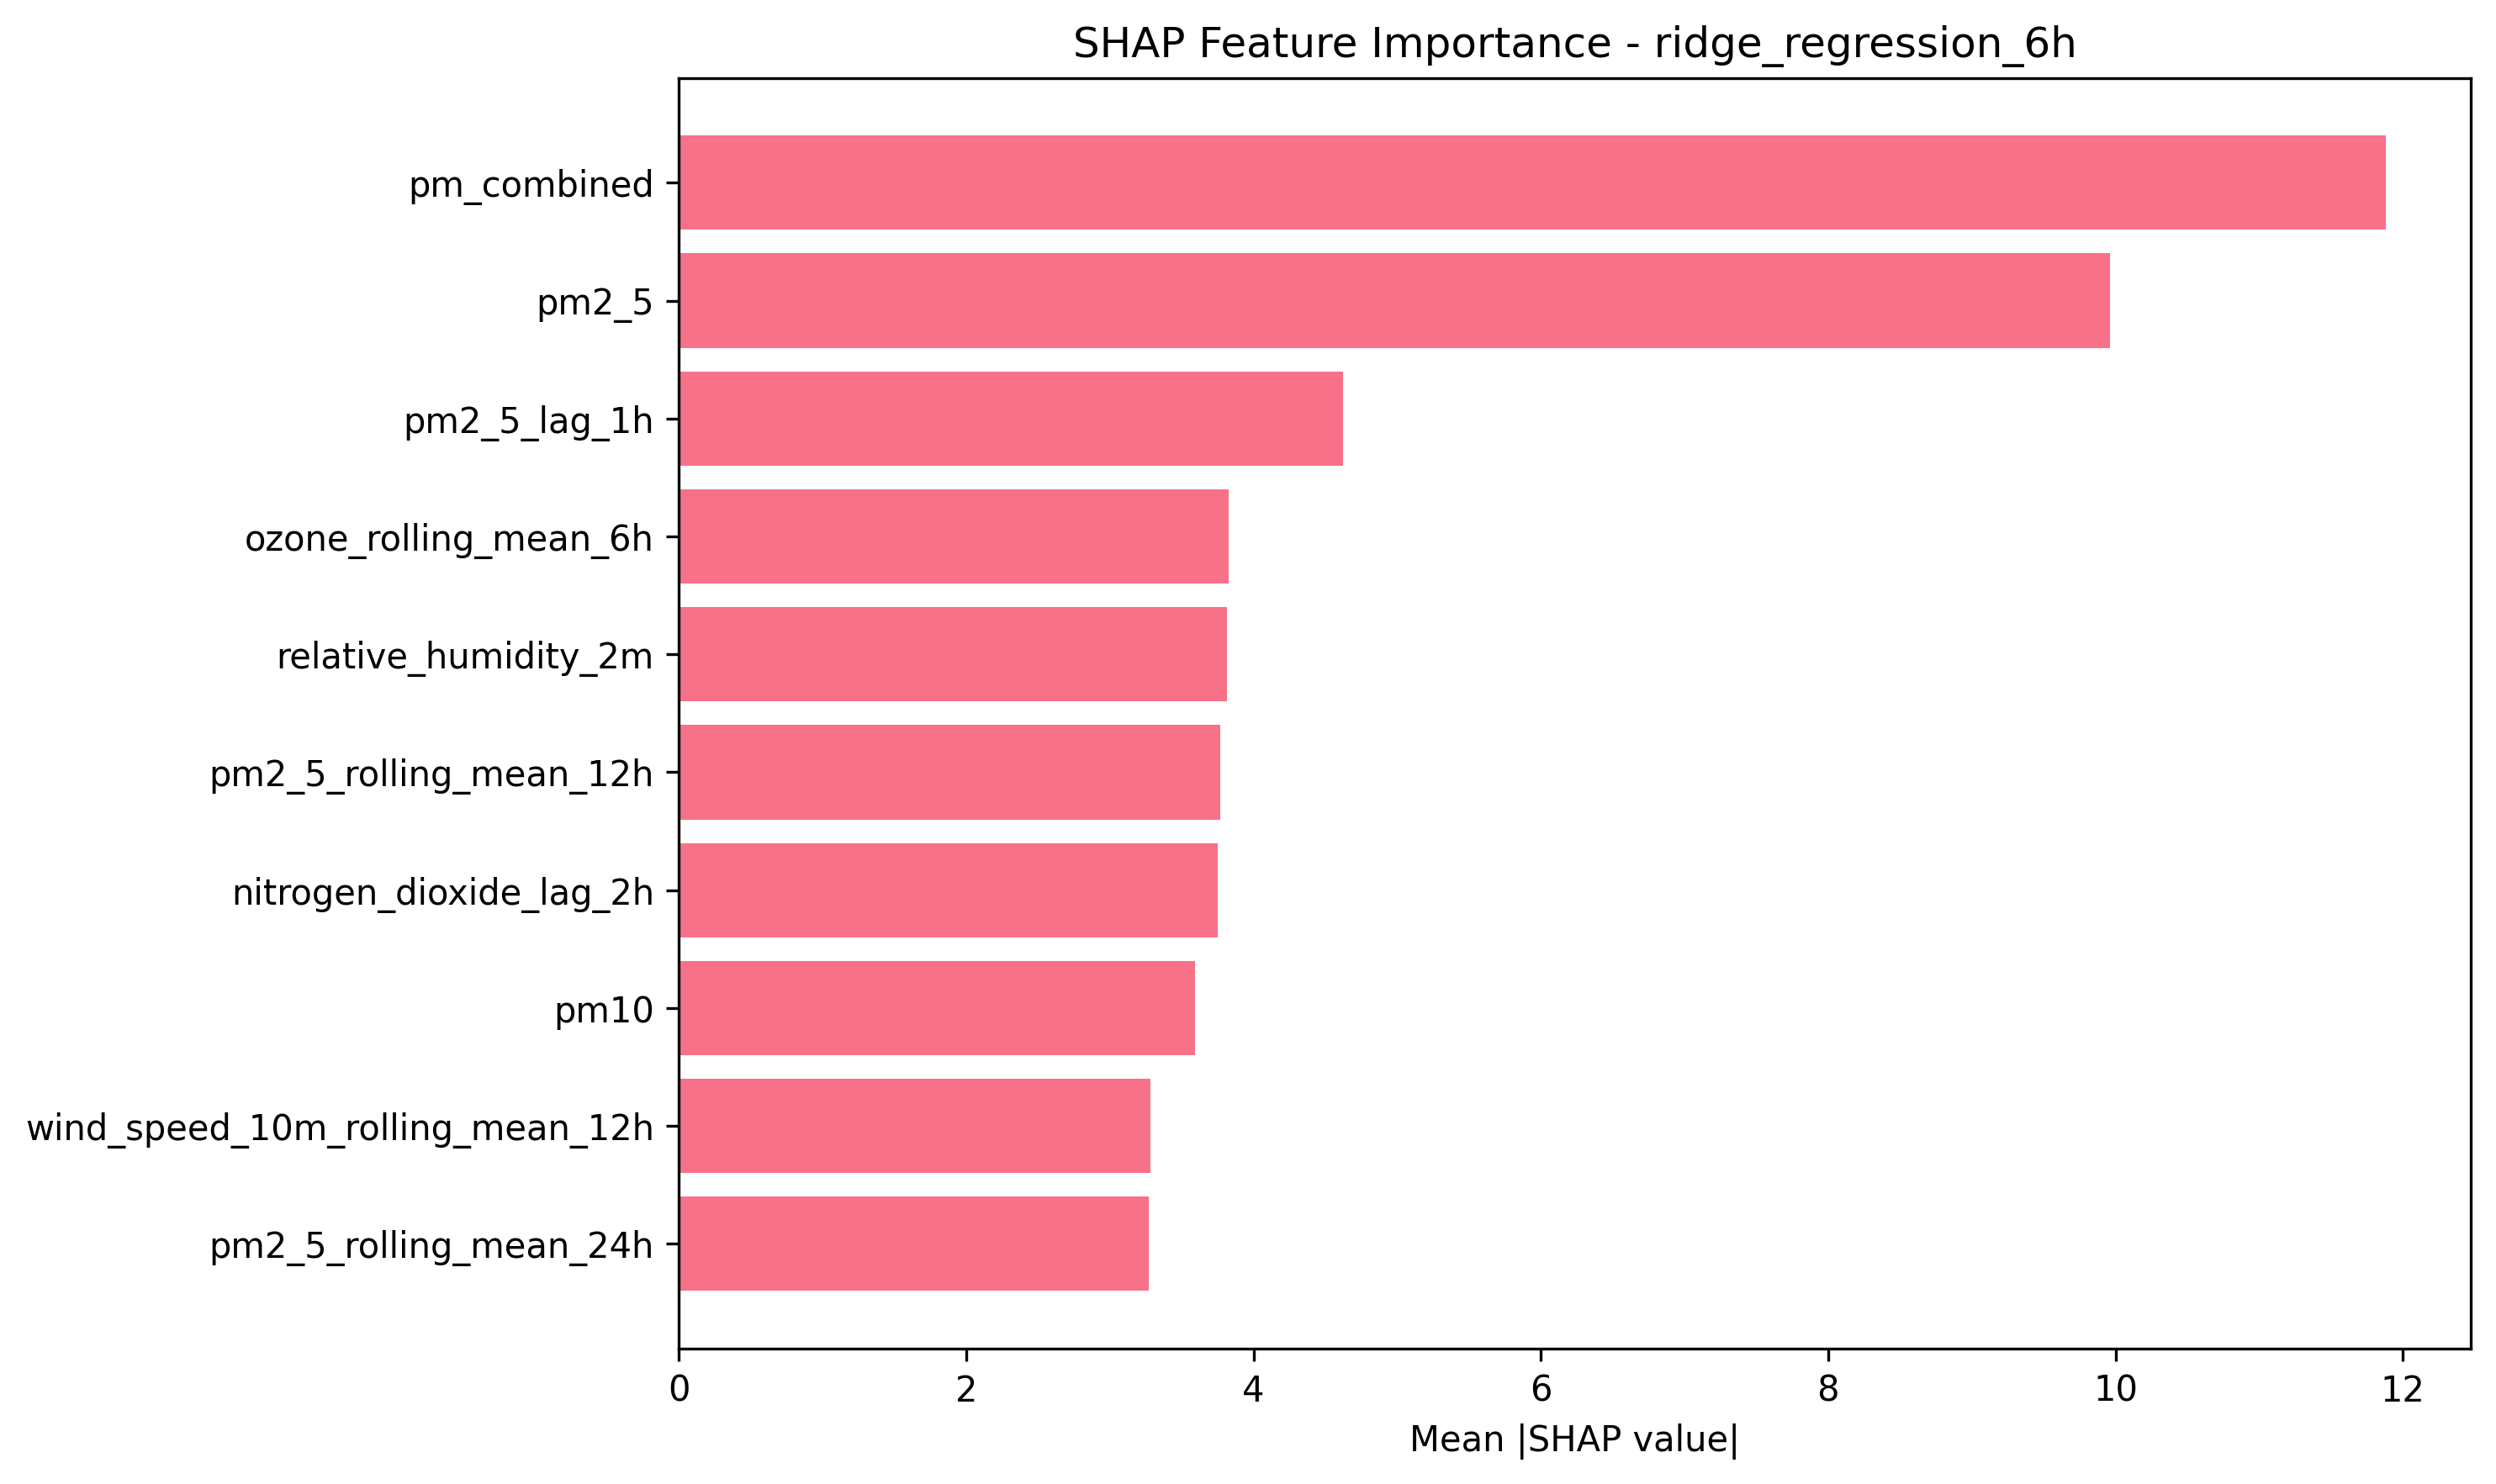 SHAP Feature Importance - ridge_regression_6h
pm_combined
pm2_5
pm2_5_lag_1h
ozone_rolling_mean_6h
relative_humidity_2m
pm2_5_rolling_mean_12h
nitrogen_dioxide_lag_2h
pm10
wind_speed_10m_rolling_mean_12h
pm2_5_rolling_mean_24h
0 2 4 6 8 10 12
Mean |SHAP value|